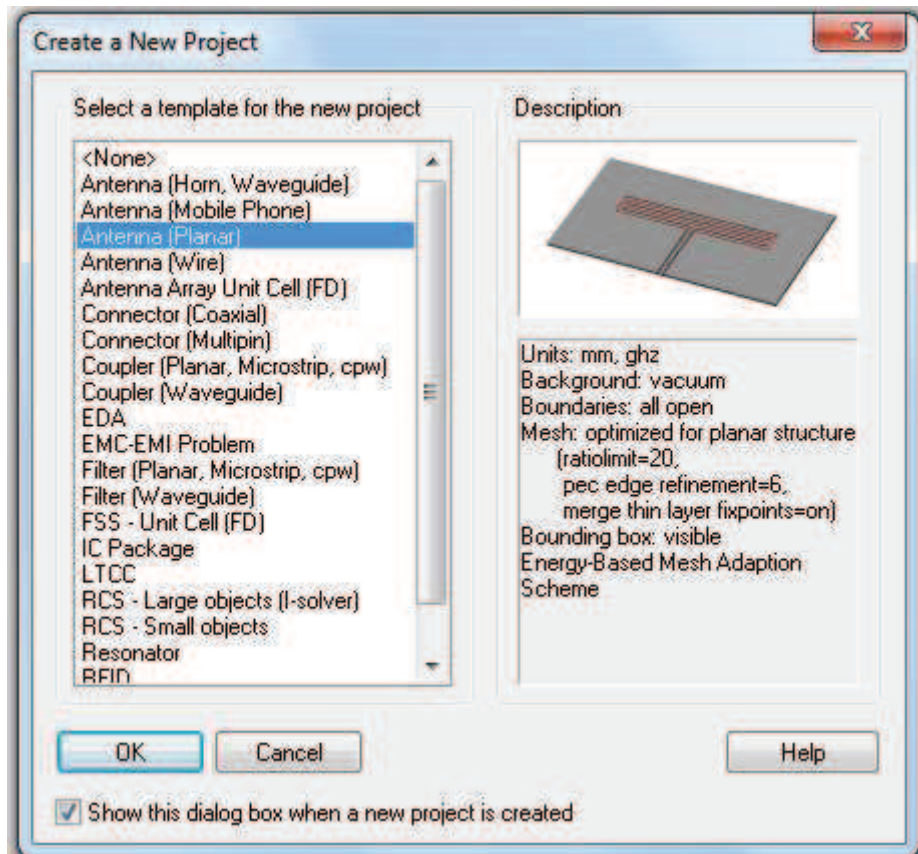 Create a New Project
Select a template for the new project
<None>
Antenna (Horn, Waveguide)
Antenna (Mobile Phone)
Antenna (Planar)
Antenna (Wire)
Antenna Array Unit Cell (FD)
Connector (Coaxial)
Connector (Multipin)
Coupler (Planar, Microstrip, cpw)
Coupler (Waveguide)
EDA
EMC-EMI Problem
Filter (Planar, Microstrip, cpw)
Filter (Waveguide)
FSS - Unit Cell (FD)
IC Package
LTCC
RCS - Large objects (I-solver)
RCS - Small objects
Resonator
RFID
Description
Units: mm, ghz
Background: vacuum
Boundaries: all open
Mesh: optimized for planar structure
(ratiolimit=20,
pec edge refinement=6,
merge thin layer fixpoints=on)
Bounding box: visible
Energy-Based Mesh Adaption
Scheme
OK
Cancel
Help
Show this dialog box when a new project is created